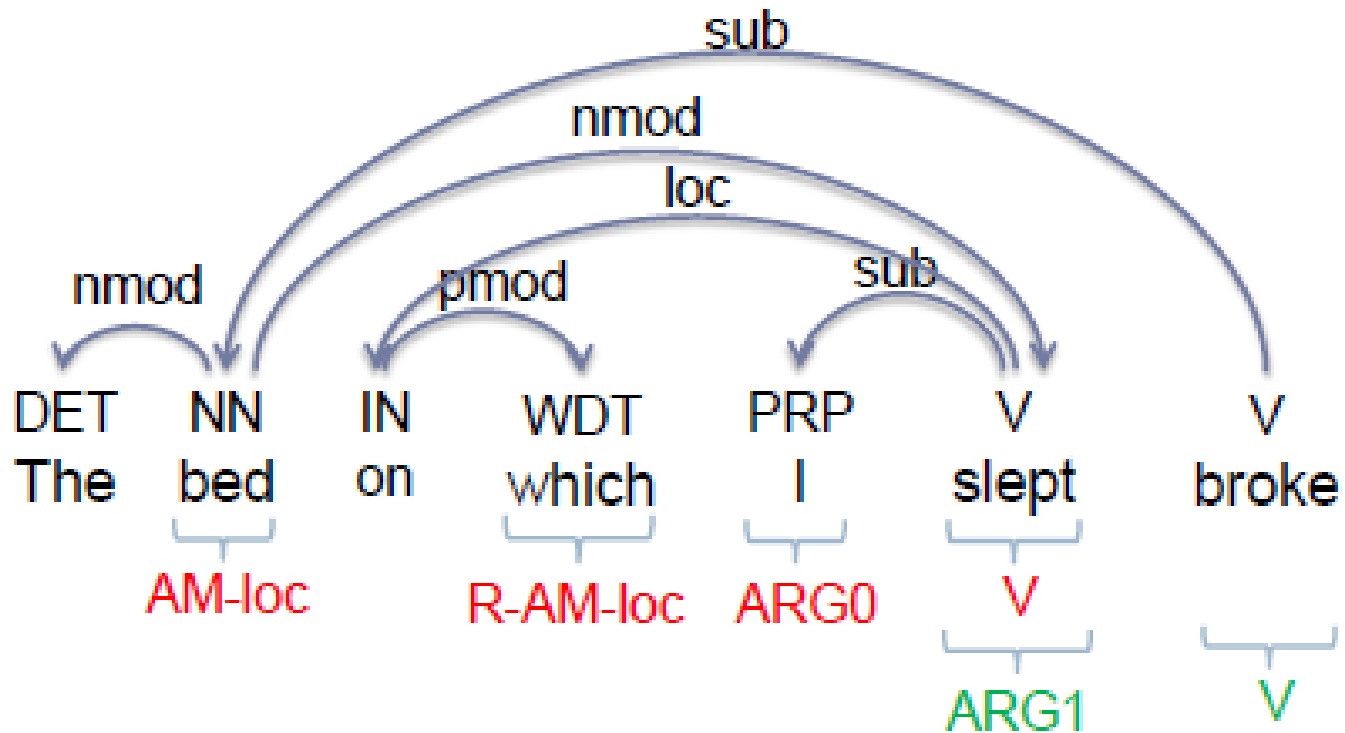 sub
nmod
loc
nmod pmod sub
DET NN IN WDT PRP V V
The bed on which I slept broke
AM-loc R-AM-loc ARG0 V
ARG1 V